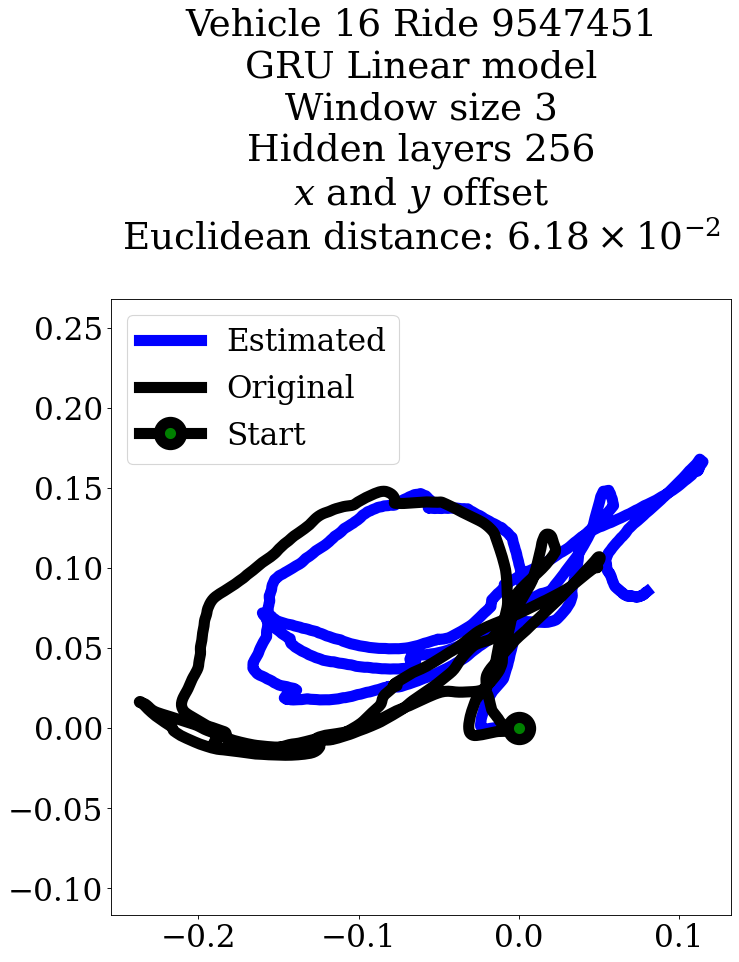 Vehicle 16 Ride 9547451
GRU Linear model
Window size 3
Hidden layers 256
x and y offset
Euclidean distance: 6.18 × 10⁻²
Estimated
Original
Start
0.25
0.20
0.15
0.10
0.05
0.00
−0.05
−0.10
−0.2 −0.1 0.0 0.1